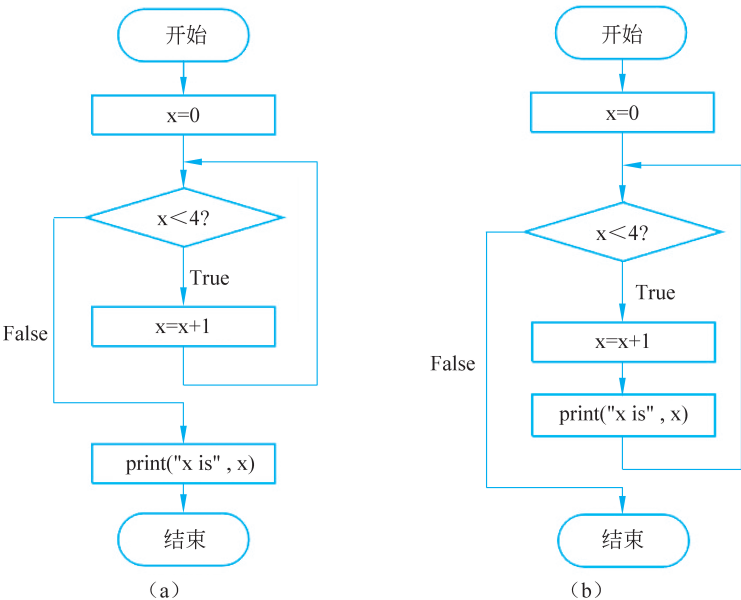 开始
x=0
x＜4?
True
x=x+1
False
print("x is" , x)
结束
（a）
开始
x=0
x＜4?
True
x=x+1
False
print("x is" , x)
结束
（b）